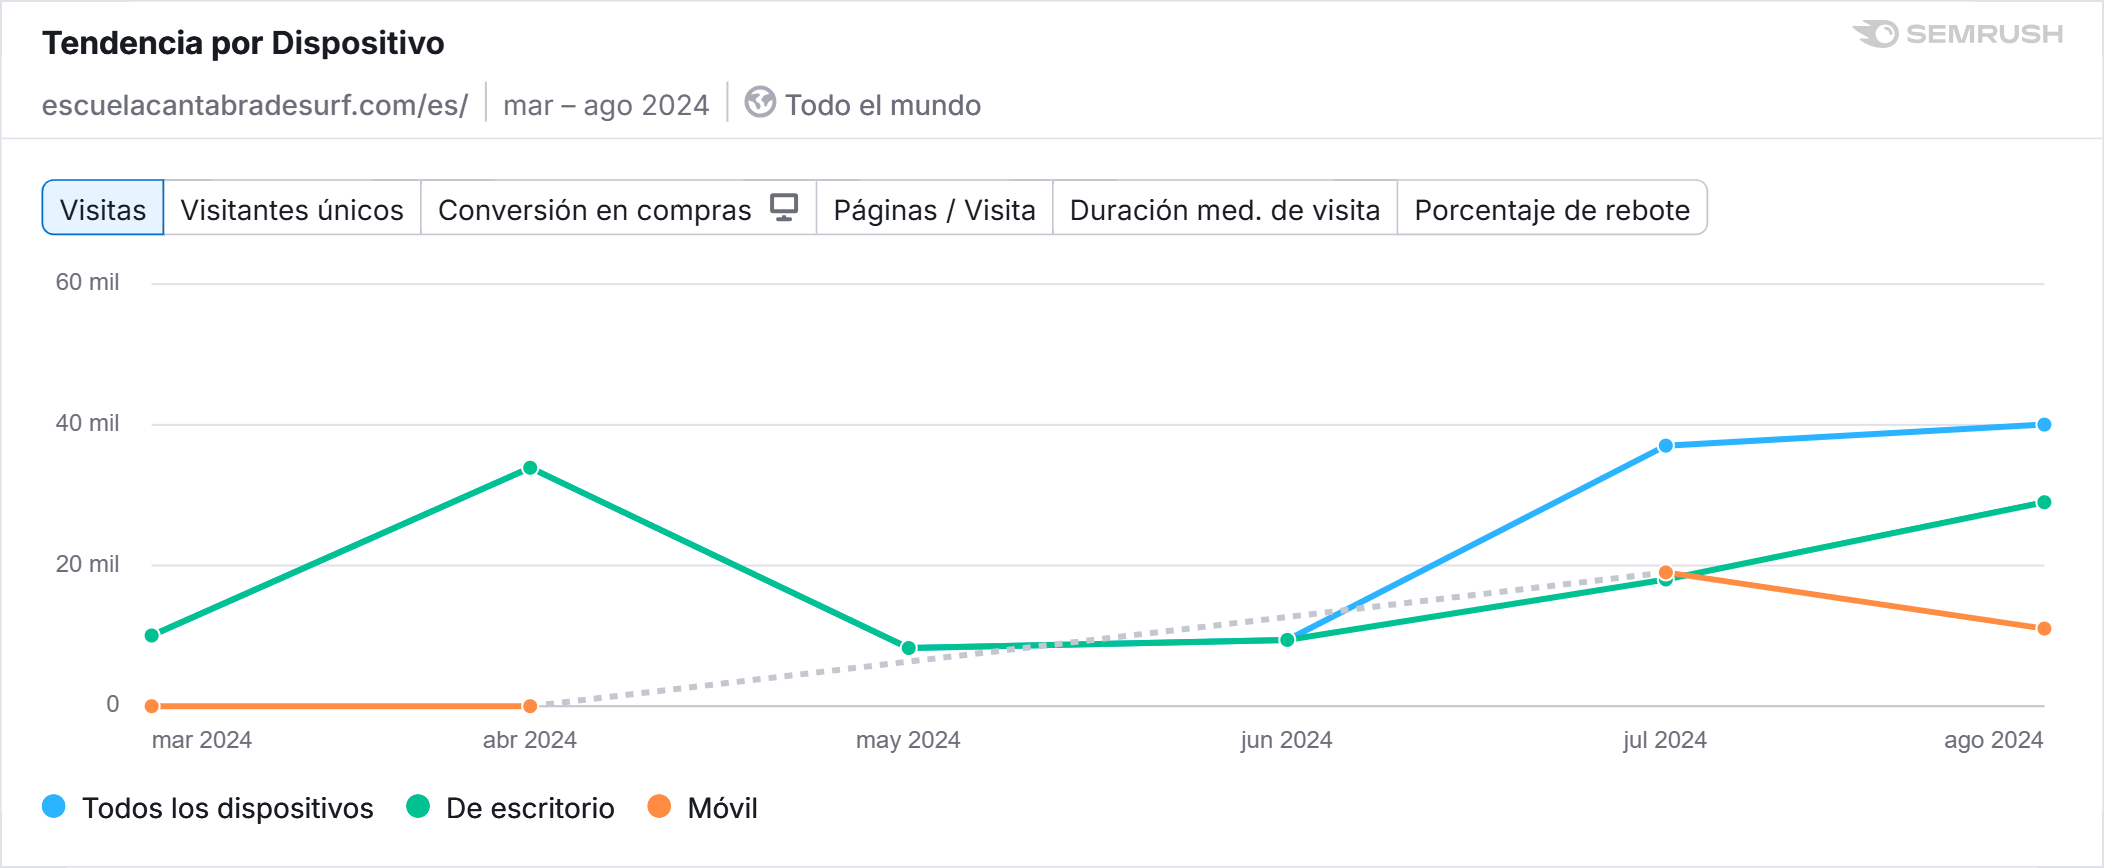 Tendencia por Dispositivo
SEMRUSH
escuelacantabradesurf.com/es/ mar – ago 2024 Todo el mundo
Visitas Visitantes únicos Conversión en compras Páginas / Visita Duración med. de visita Porcentaje de rebote
60 mil
40 mil
20 mil
0
mar 2024 abr 2024 may 2024 jun 2024 jul 2024 ago 2024
Todos los dispositivos De escritorio Móvil